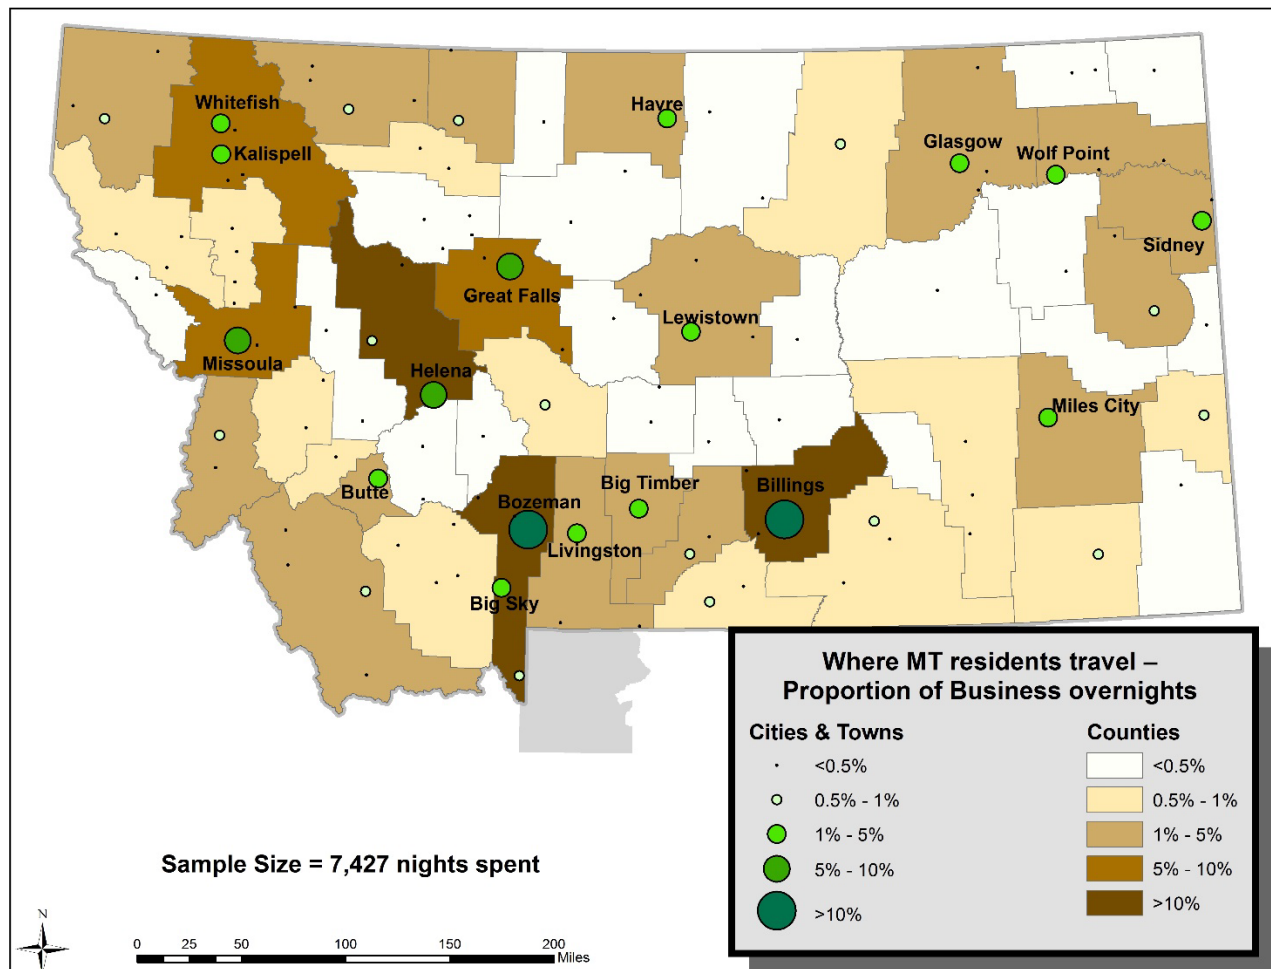 Whitefish
Kalispell
Havre
Glasgow
Wolf Point
Sidney
Great Falls
Lewistown
Missoula
Helena
Miles City
Butte
Bozeman
Big Timber
Billings
Livingston
Big Sky
Where MT residents travel –
Proportion of Business overnights
Cities & Towns
<0.5%
0.5% - 1%
1% - 5%
5% - 10%
>10%
Counties
<0.5%
0.5% - 1%
1% - 5%
5% - 10%
>10%
Sample Size = 7,427 nights spent
N
0 25 50 100 150 200
Miles